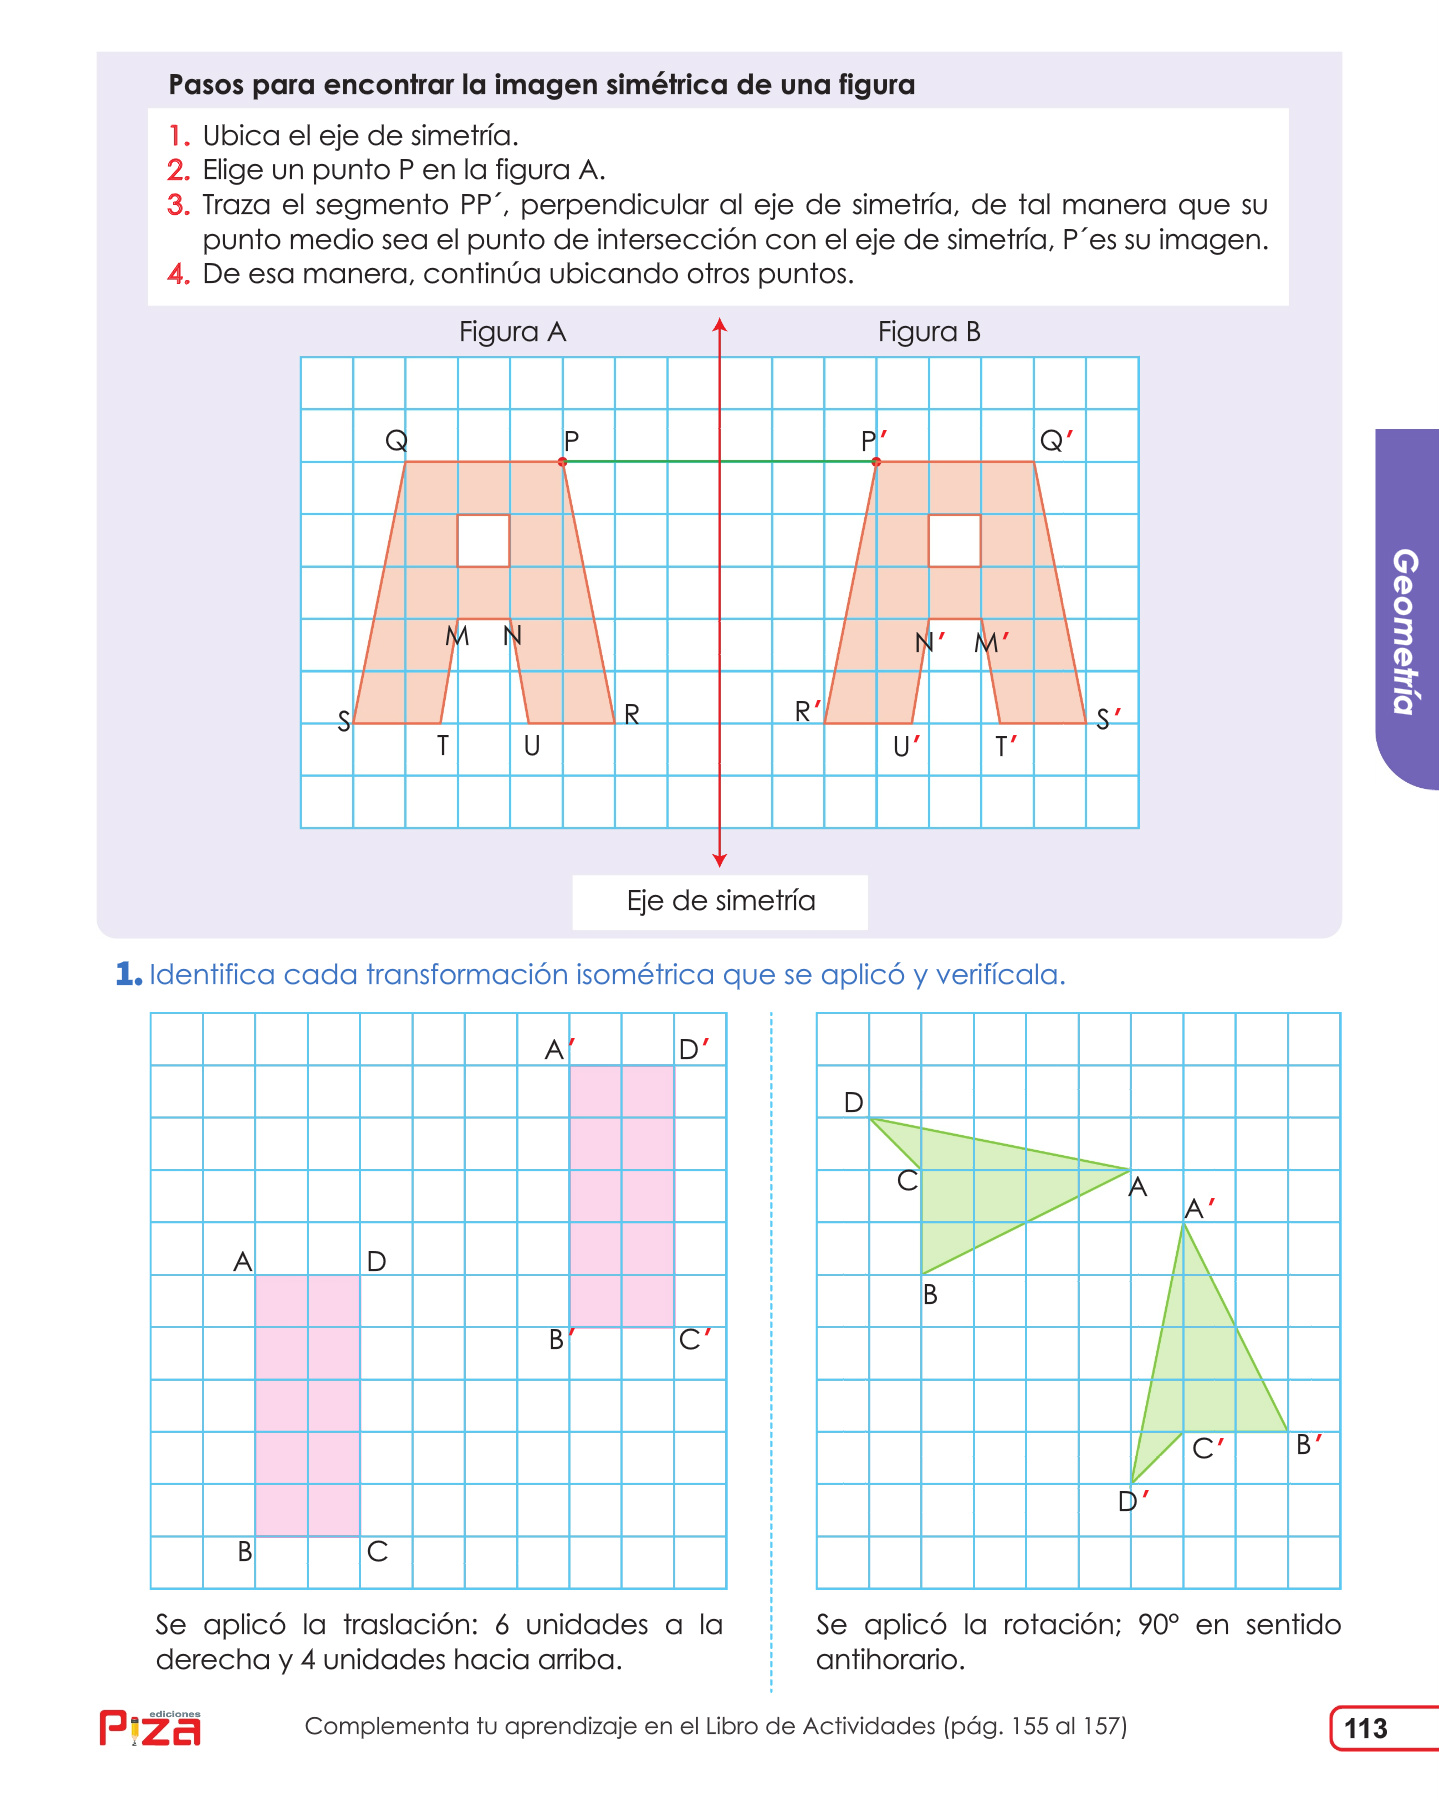 Pasos para encontrar la imagen simétrica de una figura
1. Ubica el eje de simetría.
2. Elige un punto P en la figura A.
3. Traza el segmento PP´, perpendicular al eje de simetría, de tal manera que su
punto medio sea el punto de intersección con el eje de simetría, P´es su imagen.
4. De esa manera, continúa ubicando otros puntos.
Figura A
Figura B
Q P P′ Q′
M N N′ M′
S R R′ S′
T U U′ T′
Eje de simetría
Geometría
1. Identifica cada transformación isométrica que se aplicó y verifícala.
A′ D′
A D
B′ C′
B C
D
C A
A′
B
C′ B′
D′
Se aplicó la traslación: 6 unidades a la
derecha y 4 unidades hacia arriba.
Se aplicó la rotación; 90° en sentido
antihorario.
ediciones
Piza
Complementa tu aprendizaje en el Libro de Actividades (pág. 155 al 157)
113